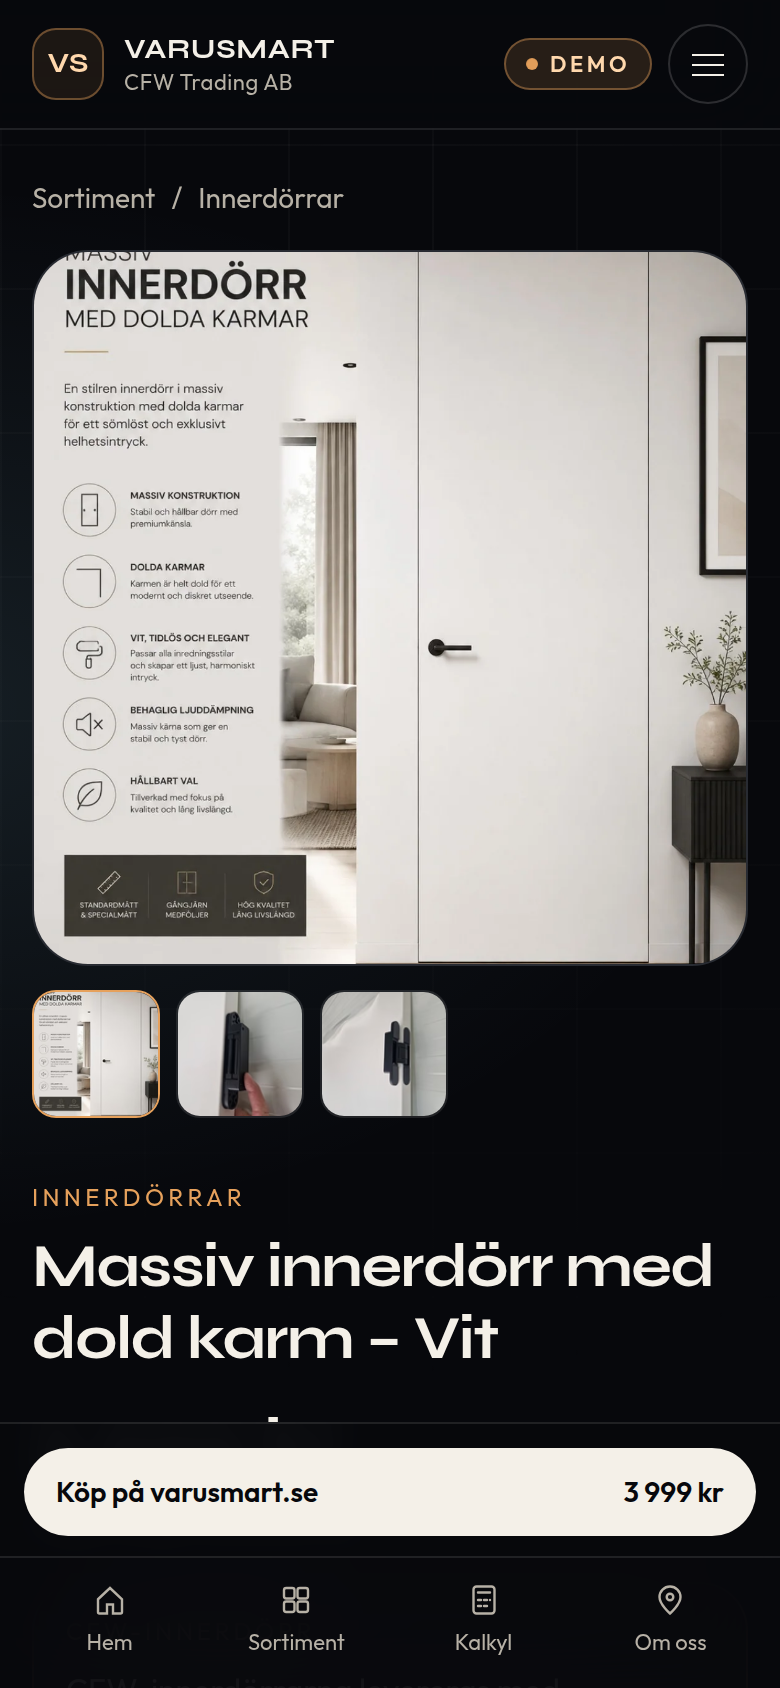 VS
VARUSMART
CFW Trading AB
DEMO
Sortiment / Innerdörrar
MASSIV
INNERDÖRR
MED DOLDA KARMAR
En stilren innerdörr i massiv
konstruktion med dolda karmar
för ett sömlöst och exklusivt
helhetsintryck.
MASSIV KONSTRUKTION
Stabil och hållbar dörr med
premiumkänsla.
DOLDA KARMAR
Karmen är helt dold för ett
modernt och diskret utseende.
VIT, TIDLÖS OCH ELEGANT
Passar alla inredningsstilar
och skapar ett ljust, harmoniskt
intryck.
BEHAGLIG LJUDDÄMPNING
Massiv kärna som ger en
stabil och tyst dörr.
HÅLLBART VAL
Tillverkad med fokus på
kvalitet och lång livslängd.
STANDARDMÅTT
& SPECIALMÅTT
GÅNGJÄRN
MEDFÖLJER
HÖG KVALITET
LÅNG LIVSLÄNGD
INNERDÖRR
MED DOLDA KARMAR
INNERDÖRRAR
Massiv innerdörr med
dold karm – Vit
Köp på varusmart.se
3 999 kr
Hem
Sortiment
Kalkyl
Om oss